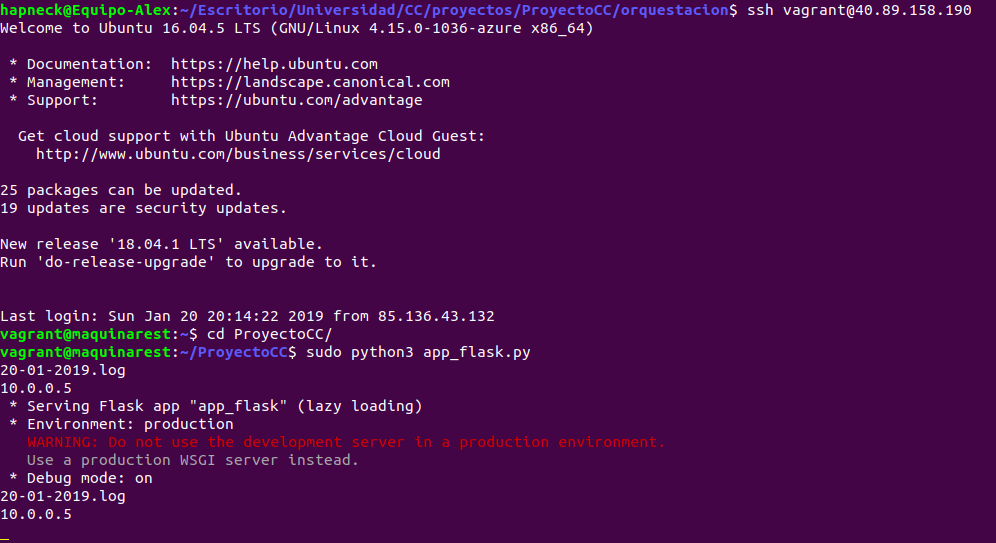 hapneck@Equipo-Alex:~/Escritorio/Universidad/CC/proyectos/ProyectoCC/orquestacion$ ssh vagrant@40.89.158.190
Welcome to Ubuntu 16.04.5 LTS (GNU/Linux 4.15.0-1036-azure x86_64)

 * Documentation:  https://help.ubuntu.com
 * Management:     https://landscape.canonical.com
 * Support:        https://ubuntu.com/advantage

  Get cloud support with Ubuntu Advantage Cloud Guest:
    http://www.ubuntu.com/business/services/cloud

25 packages can be updated.
19 updates are security updates.

New release '18.04.1 LTS' available.
Run 'do-release-upgrade' to upgrade to it.


Last login: Sun Jan 20 20:14:22 2019 from 85.136.43.132
vagrant@maquinarest:~$ cd ProyectoCC/
vagrant@maquinarest:~/ProyectoCC$ sudo python3 app_flask.py
20-01-2019.log
10.0.0.5
 * Serving Flask app "app_flask" (lazy loading)
 * Environment: production
   WARNING: Do not use the development server in a production environment.
   Use a production WSGI server instead.
 * Debug mode: on
20-01-2019.log
10.0.0.5